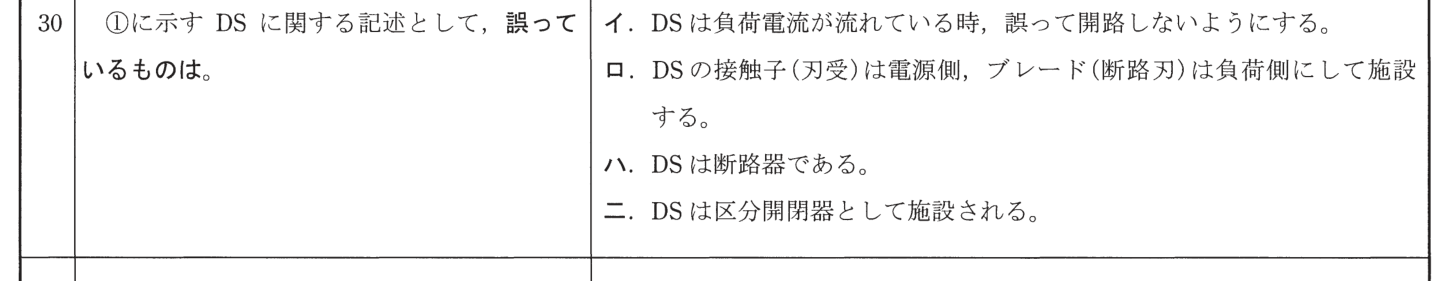 30 ①に示す DS に関する記述として，誤って
いるものは。
イ．DS は負荷電流が流れている時，誤って開路しないようにする。
ロ．DS の接触子（刃受）は電源側，ブレード（断路刃）は負荷側にして施設
する。
ハ．DS は断路器である。
ニ．DS は区分開閉器として施設される。